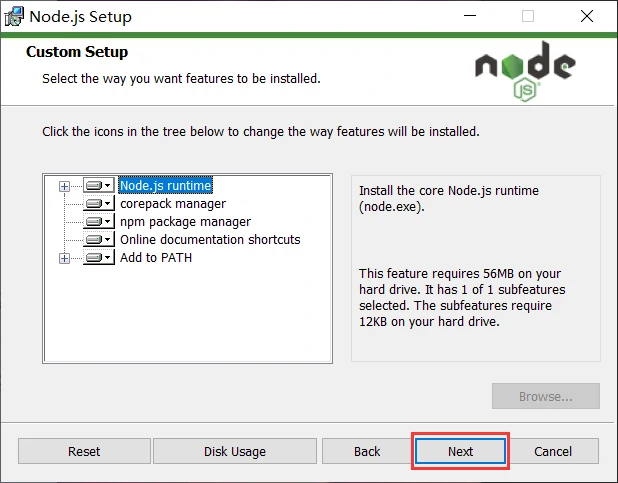 Node.js Setup
Custom Setup
Select the way you want features to be installed.
node
JS
Click the icons in the tree below to change the way features will be installed.
Node.js runtime
corepack manager
npm package manager
Online documentation shortcuts
Add to PATH
Install the core Node.js runtime
(node.exe).
This feature requires 56MB on your
hard drive. It has 1 of 1 subfeatures
selected. The subfeatures require
12KB on your hard drive.
Browse...
Reset
Disk Usage
Back
Next
Cancel